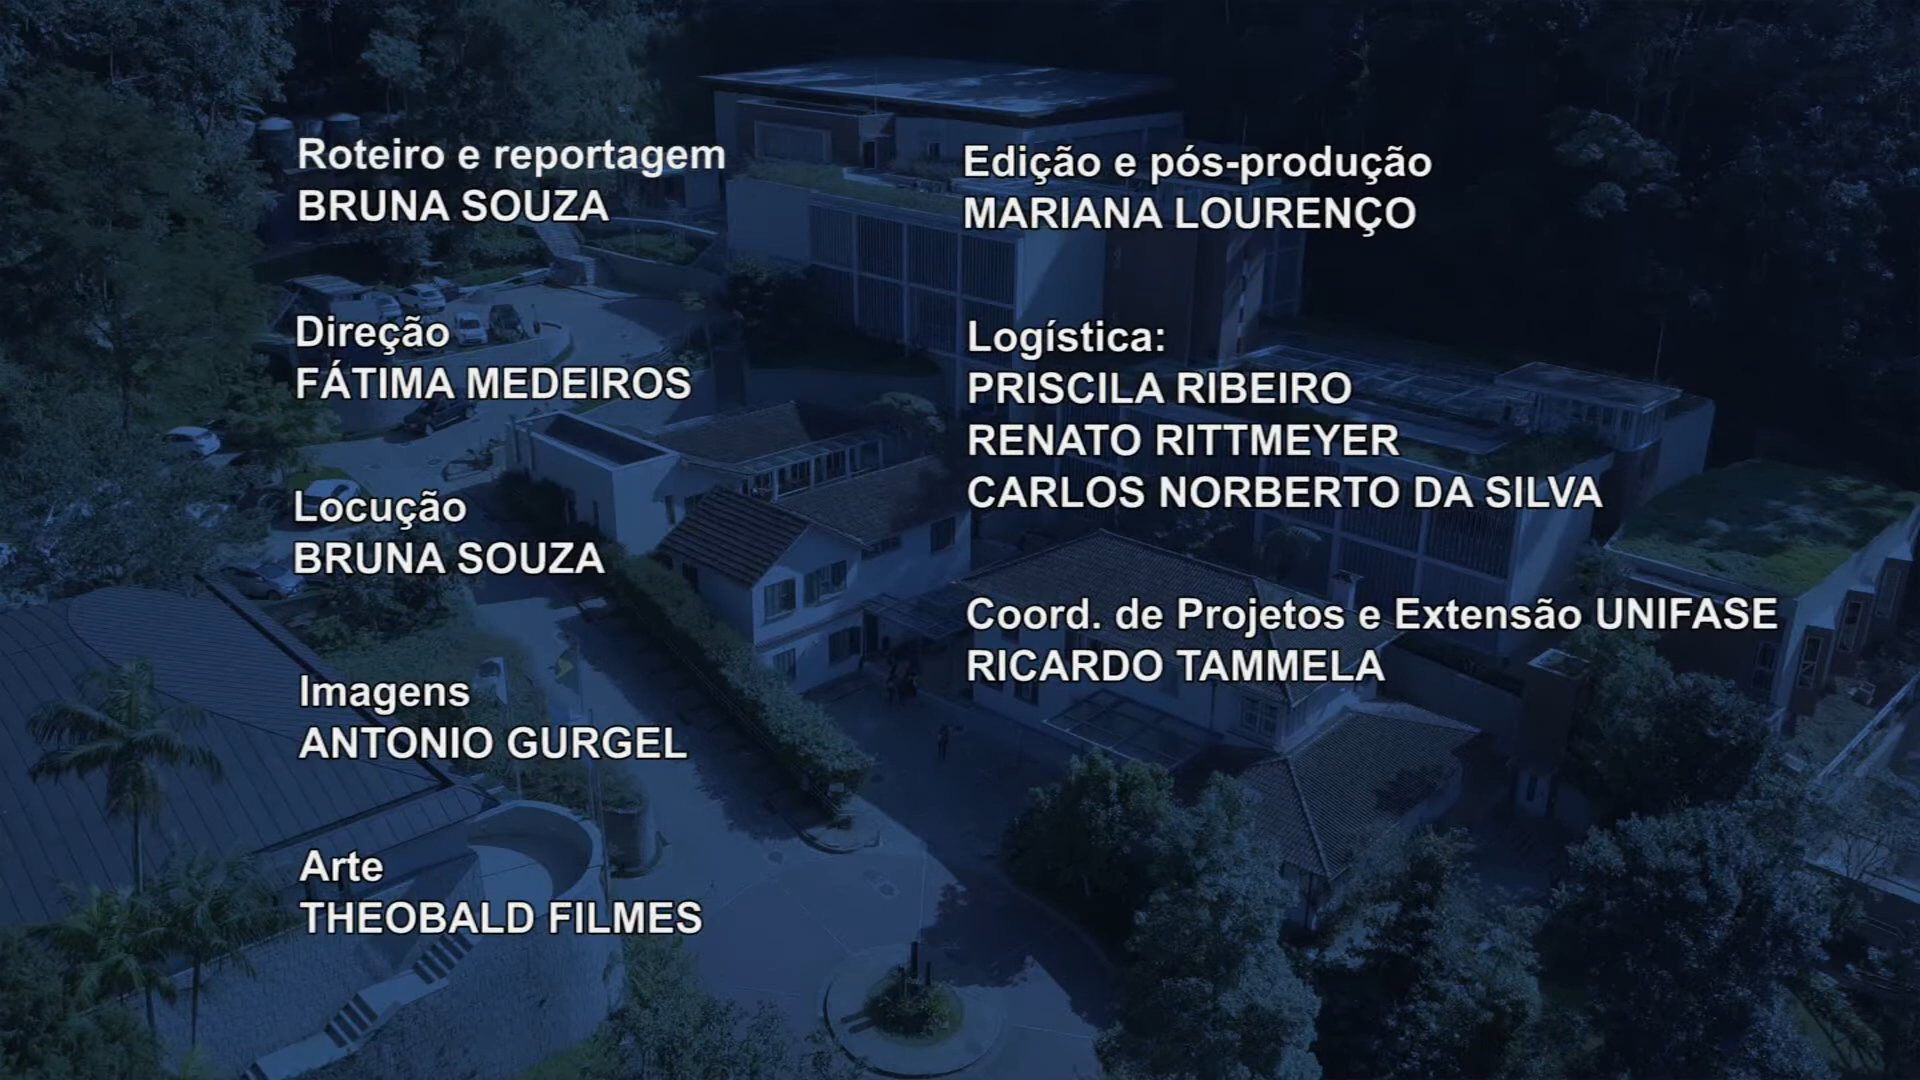 Roteiro e reportagem
BRUNA SOUZA
Direção
FÁTIMA MEDEIROS
Locução
BRUNA SOUZA
Imagens
ANTONIO GURGEL
Arte
THEOBALD FILMES
Edição e pós-produção
MARIANA LOURENÇO
Logística:
PRISCILA RIBEIRO
RENATO RITTMEYER
CARLOS NORBERTO DA SILVA
Coord. de Projetos e Extensão UNIFASE
RICARDO TAMMELA